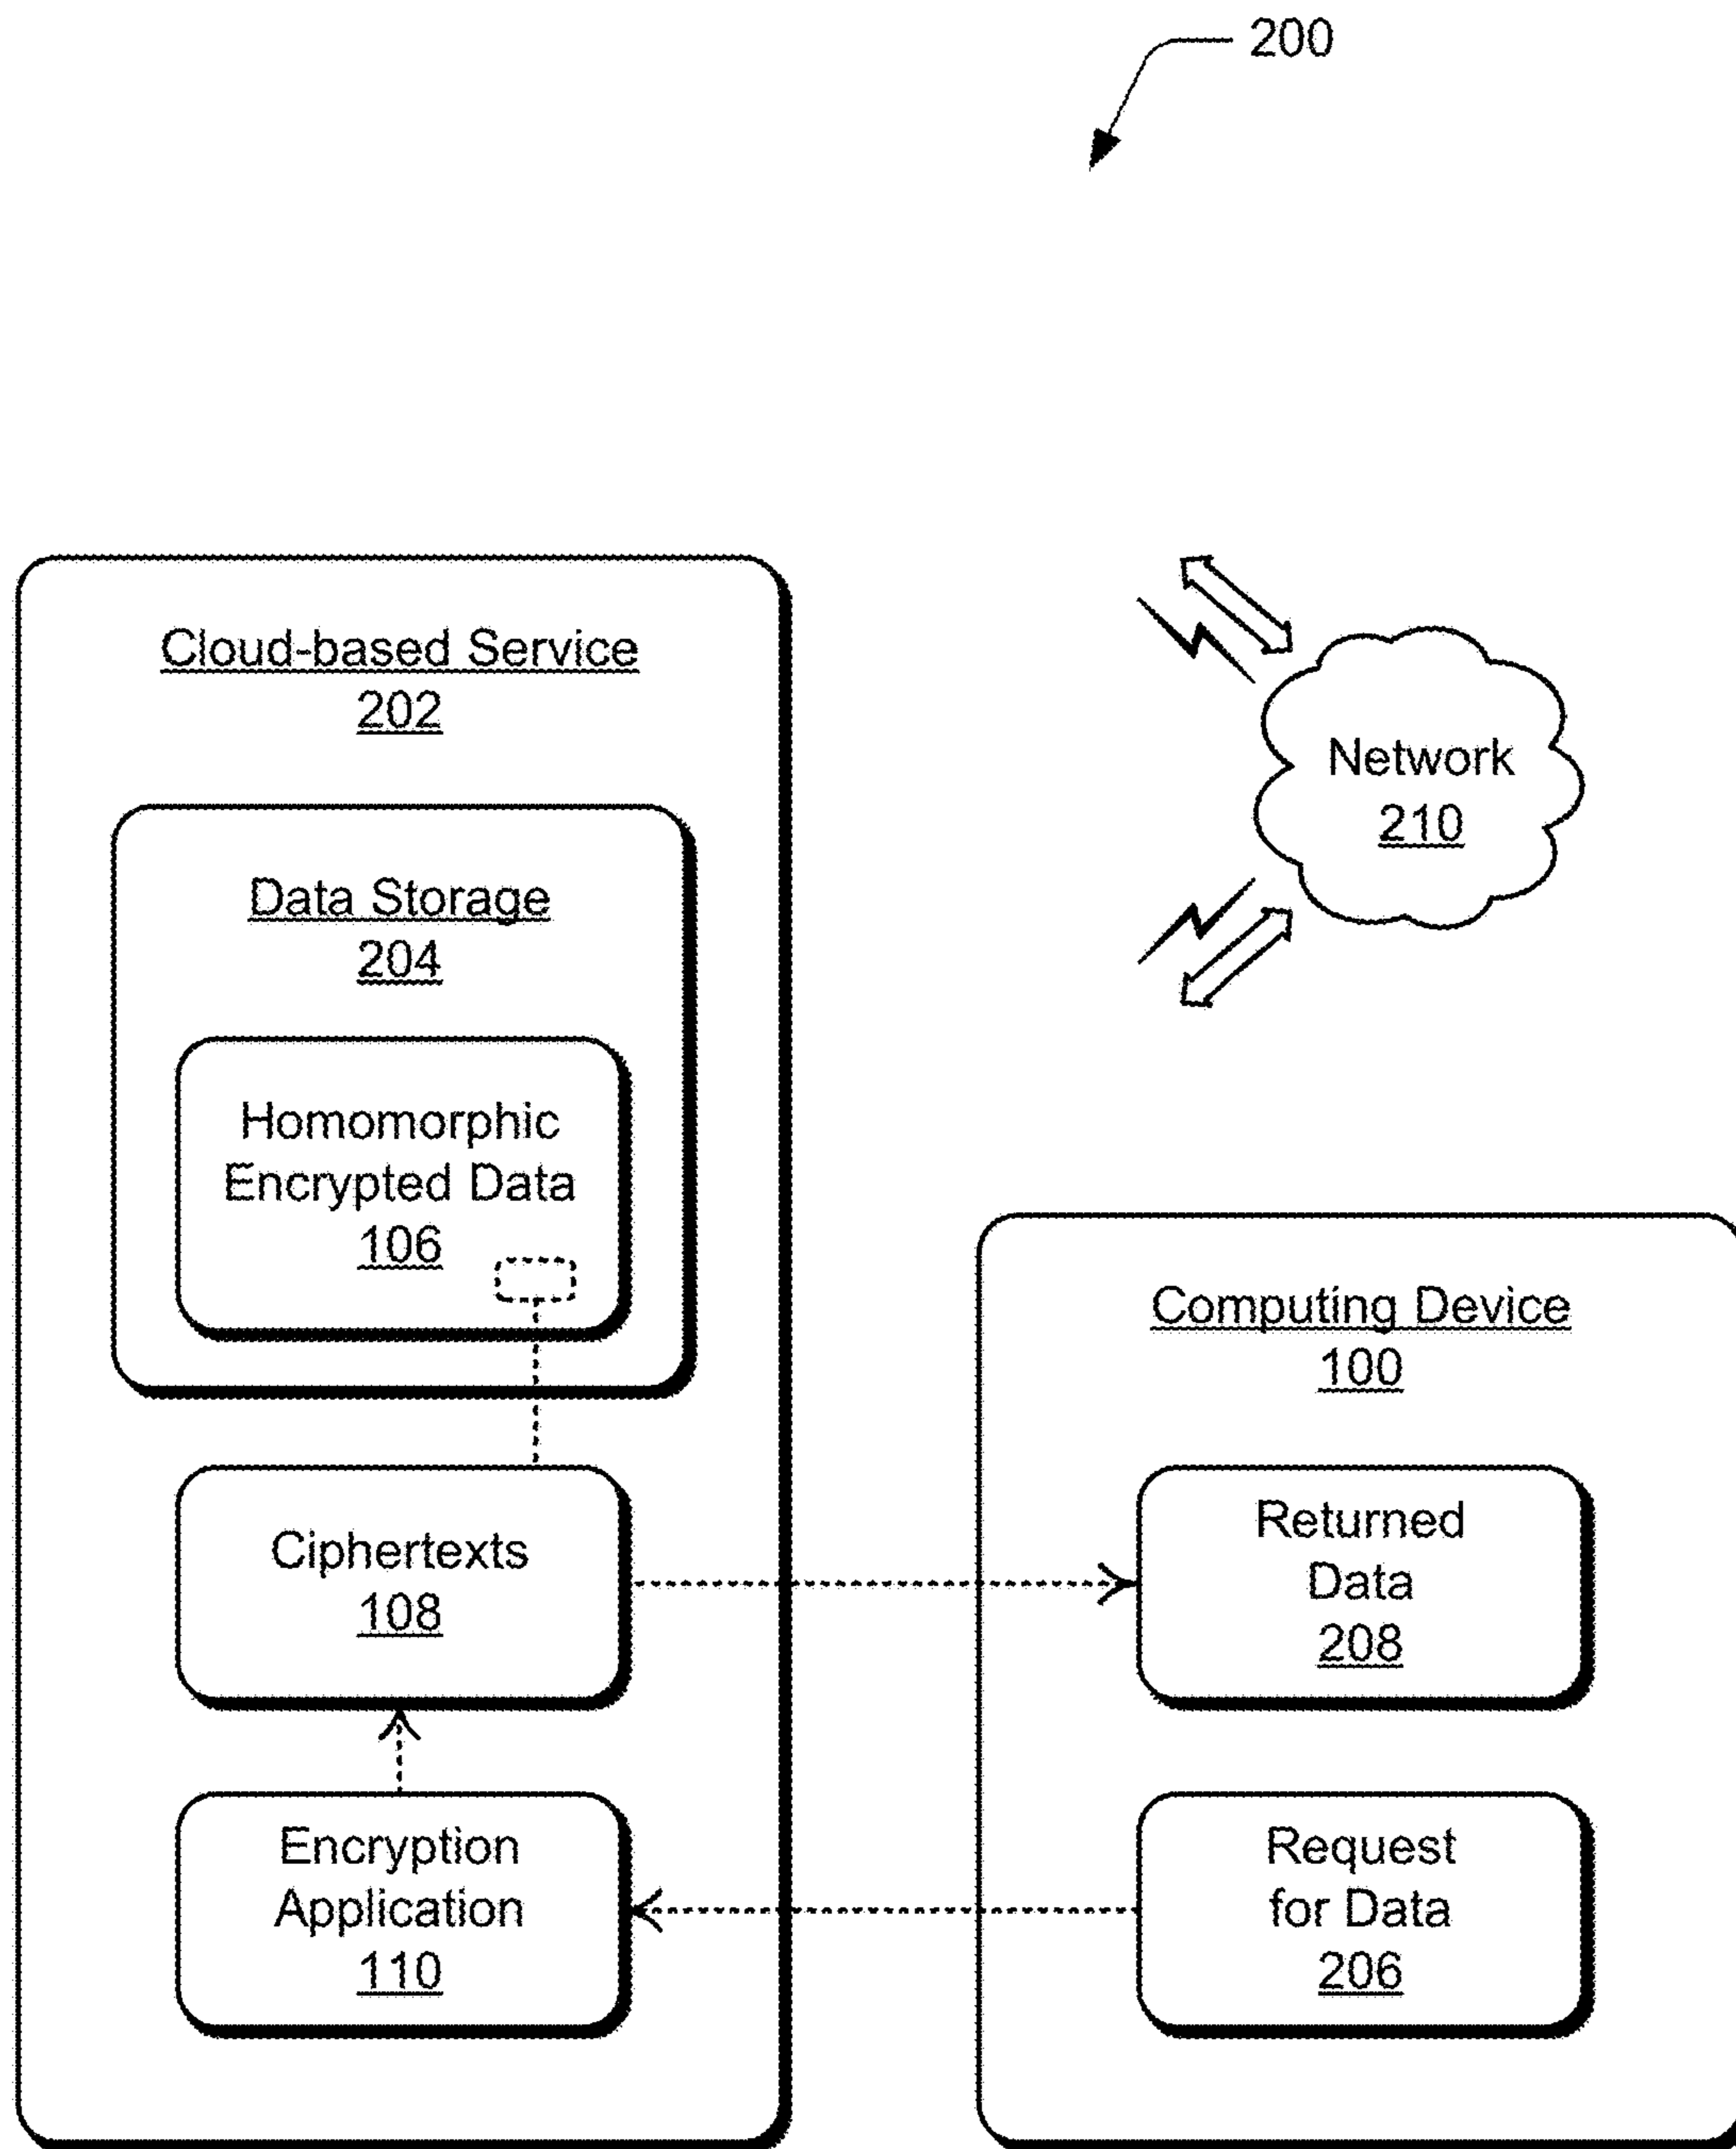 200
Cloud-based Service
202
Data Storage
204
Homomorphic
Encrypted Data
106
Ciphertexts
108
Encryption
Application
110
Network
210
Computing Device
100
Returned
Data
208
Request
for Data
206